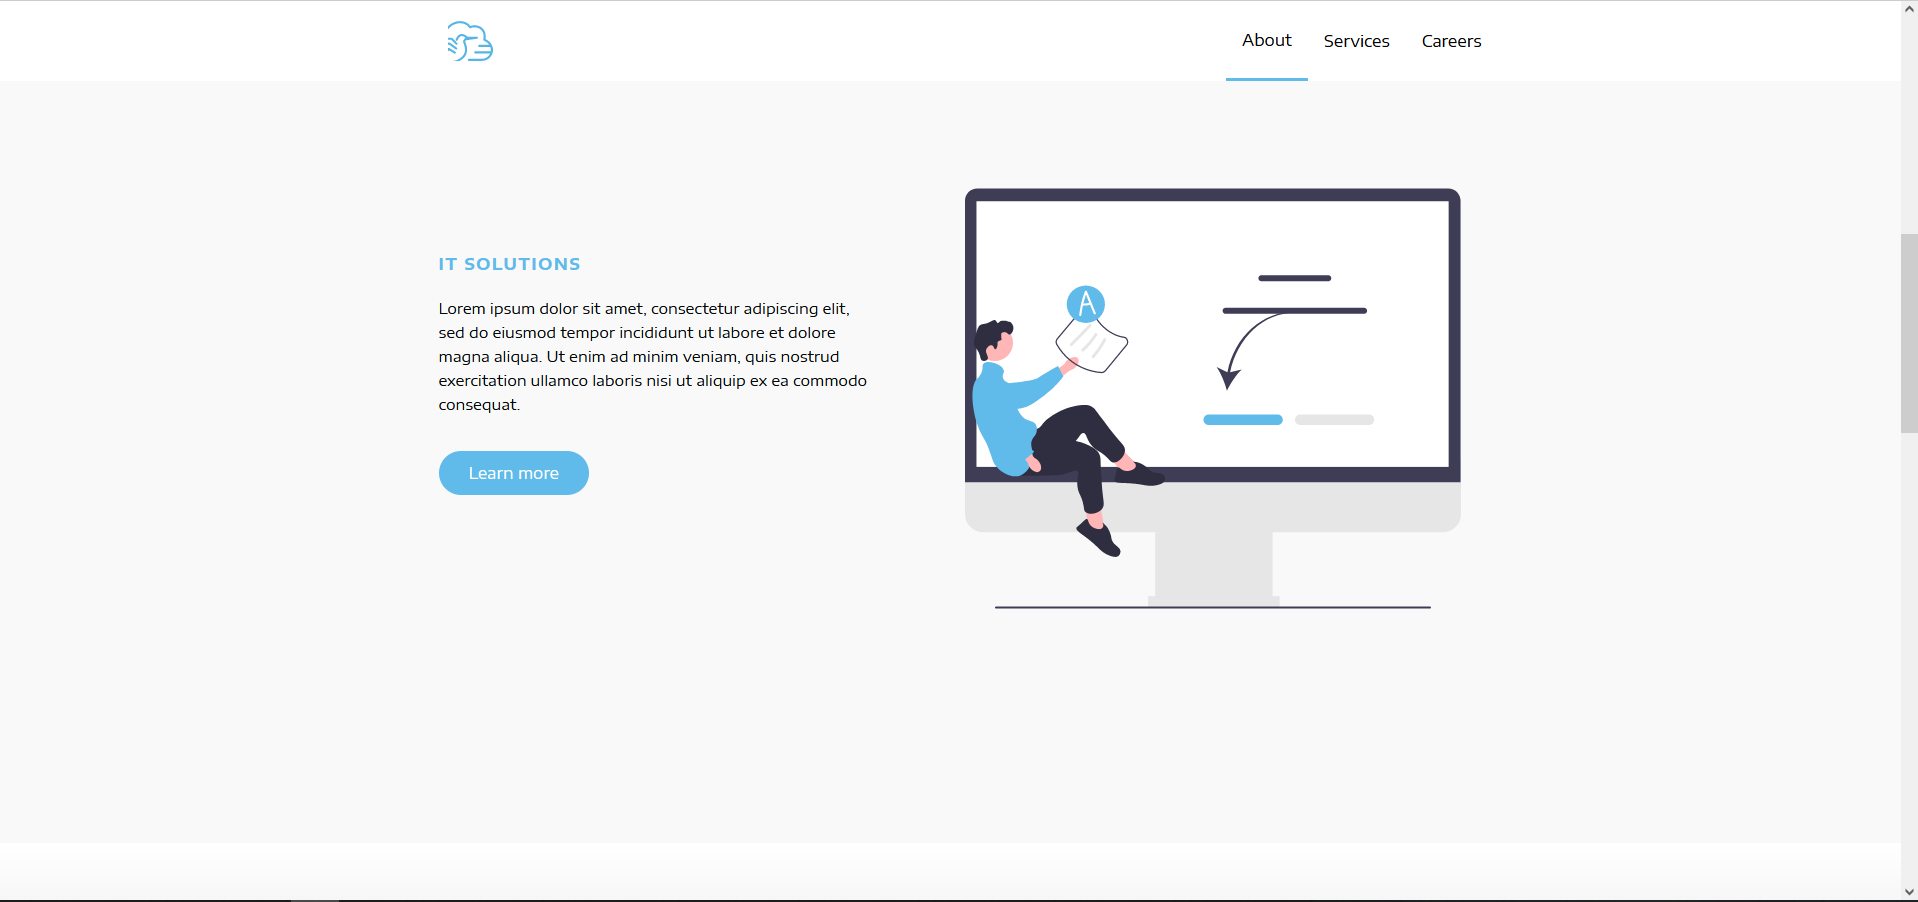 About
Services
Careers
IT SOLUTIONS
Lorem ipsum dolor sit amet, consectetur adipiscing elit,
sed do eiusmod tempor incididunt ut labore et dolore
magna aliqua. Ut enim ad minim veniam, quis nostrud
exercitation ullamco laboris nisi ut aliquip ex ea commodo
consequat.
Learn more
A